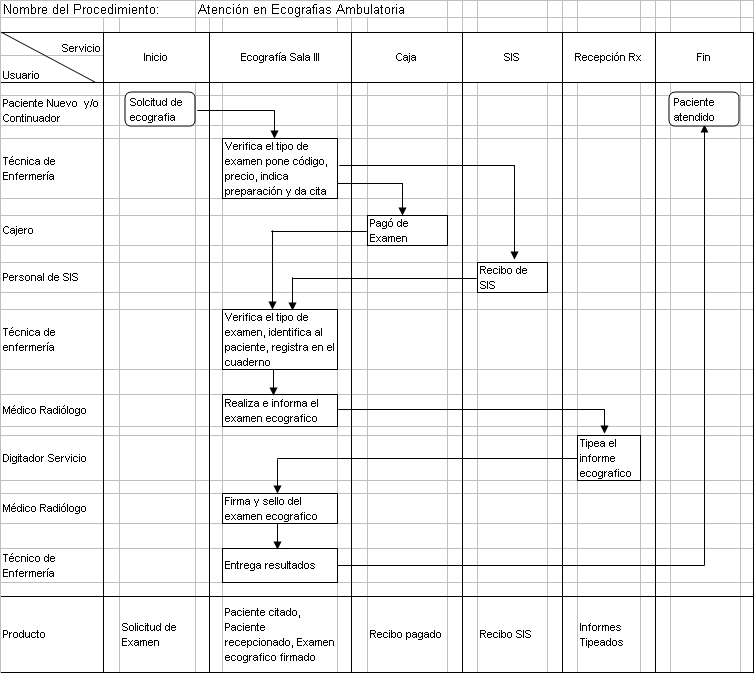 Nombre del Procedimiento: Atención en Ecografias Ambulatoria
Servicio
Usuario
Inicio
Ecografía Sala III
Caja
SIS
Recepción Rx
Fin
Paciente Nuevo y/o
Continuador
Solcitud de
ecografia
Paciente
atendido
Técnica de
Enfermería
Verifica el tipo de
examen pone código,
precio, indica
preparación y da cita
Cajero
Pagó de
Examen
Personal de SIS
Recibo de
SIS
Técnica de
enfermería
Verifica el tipo de
examen, identifica al
paciente, registra en el
cuaderno
Médico Radiólogo
Realiza e informa el
examen ecografico
Digitador Servicio
Tipea el
informe
ecografico
Médico Radiólogo
Firma y sello del
examen ecografico
Técnico de
Enfermería
Entrega resultados
Producto
Solicitud de
Examen
Paciente citado,
Paciente
recepcionado, Examen
ecografico firmado
Recibo pagado
Recibo SIS
Informes
Tipeados